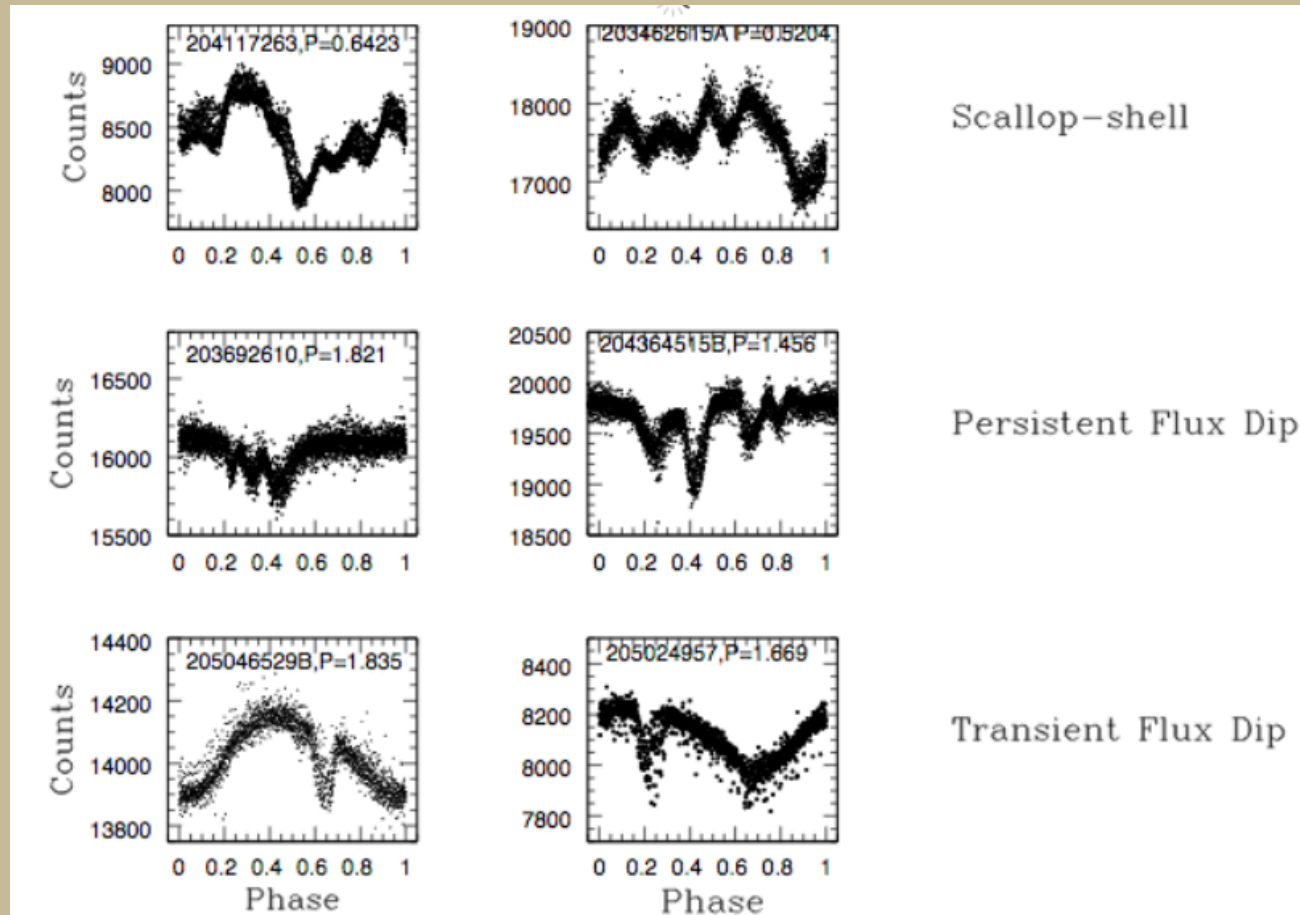 204117263,P=0.6423
9000
8500
8000
Counts
0 0.2 0.4 0.6 0.8 1
203462615A P=0.5204
19000
18000
17000
0 0.2 0.4 0.6 0.8 1
Scallop-shell
203692610,P=1.821
16500
16000
15500
Counts
0 0.2 0.4 0.6 0.8 1
204364515B,P=1.456
20500
20000
19500
19000
18500
0 0.2 0.4 0.6 0.8 1
Persistent Flux Dip
205046529B,P=1.835
14400
14200
14000
13800
Counts
0 0.2 0.4 0.6 0.8 1
Phase
205024957,P=1.669
8400
8200
8000
7800
0 0.2 0.4 0.6 0.8 1
Phase
Transient Flux Dip